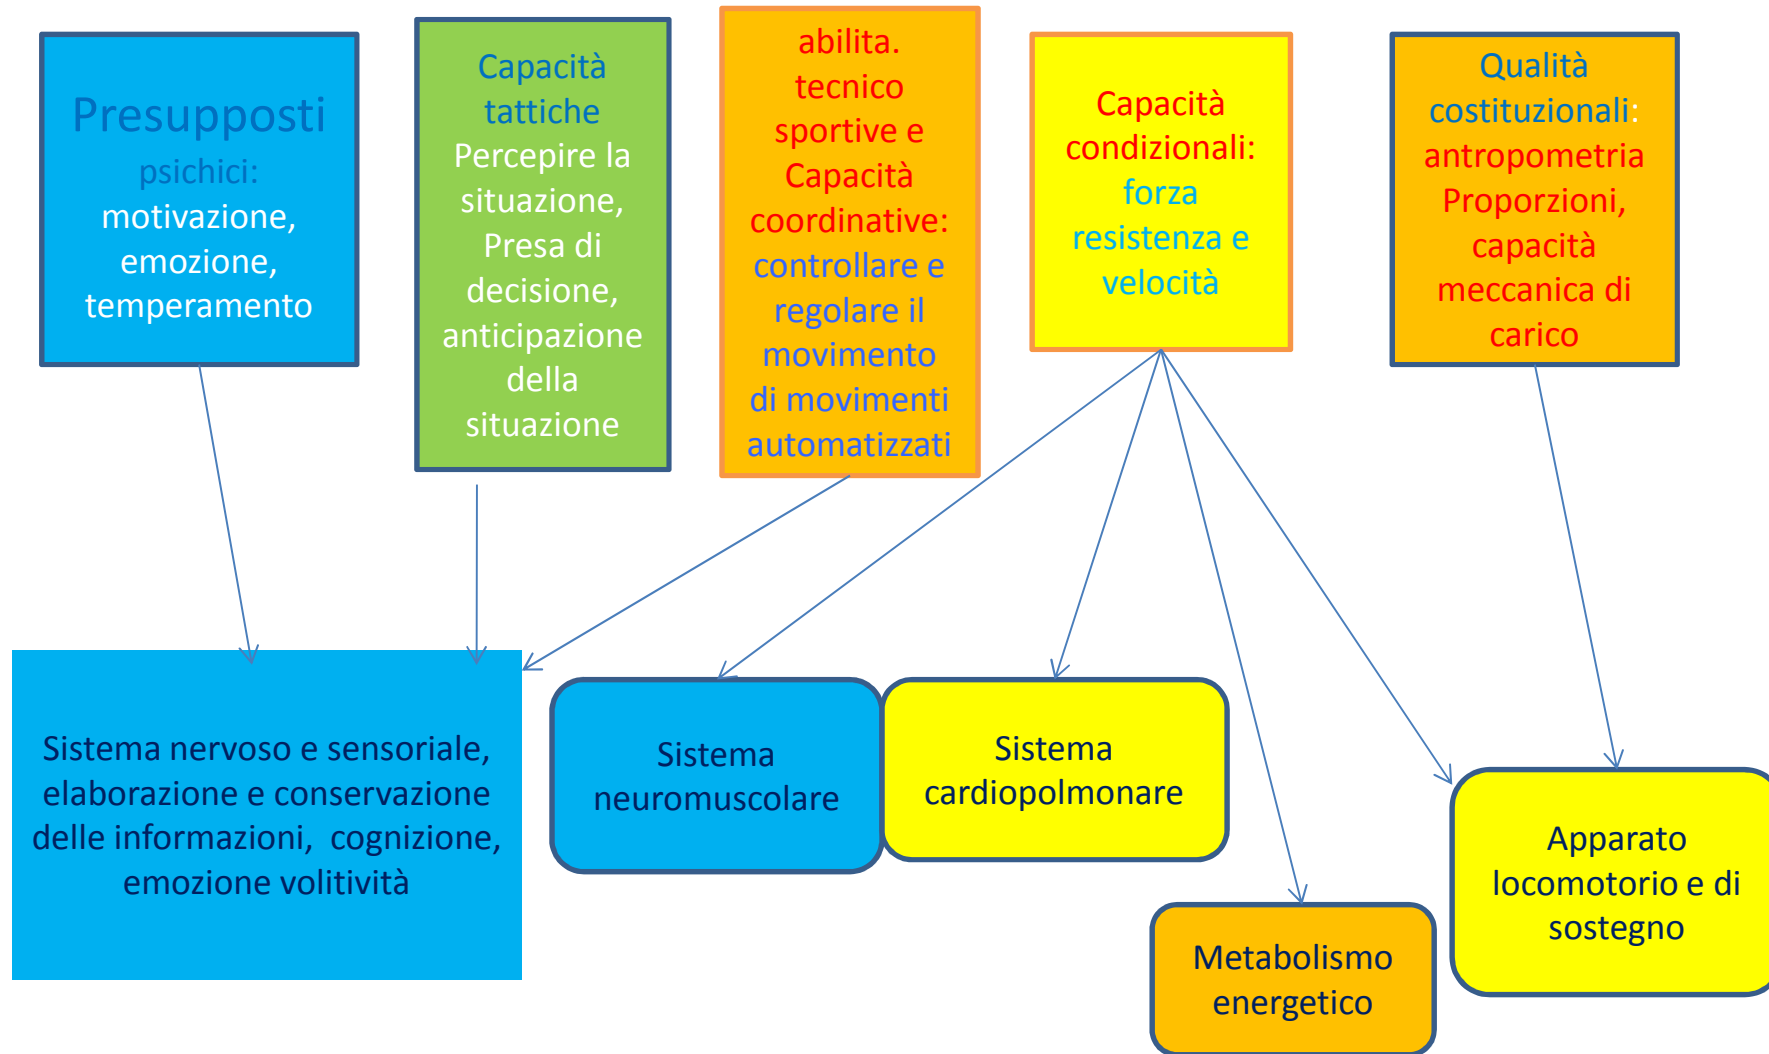 Presupposti
psichici:
motivazione,
emozione,
temperamento
Capacità
tattiche
Percepire la
situazione,
Presa di
decisione,
anticipazione
della
situazione
abilita.
tecnico
sportive e
Capacità
coordinative:
controllare e
regolare il
movimento
di movimenti
automatizzati
Capacità
condizionali:
forza
resistenza e
velocità
Qualità
costituzionali:
antropometria
Proporzioni,
capacità
meccanica di
carico
Sistema nervoso e sensoriale,
elaborazione e conservazione
delle informazioni, cognizione,
emozione volitività
Sistema
neuromuscolare
Sistema
cardiopolmonare
Metabolismo
energetico
Apparato
locomotorio e di
sostegno